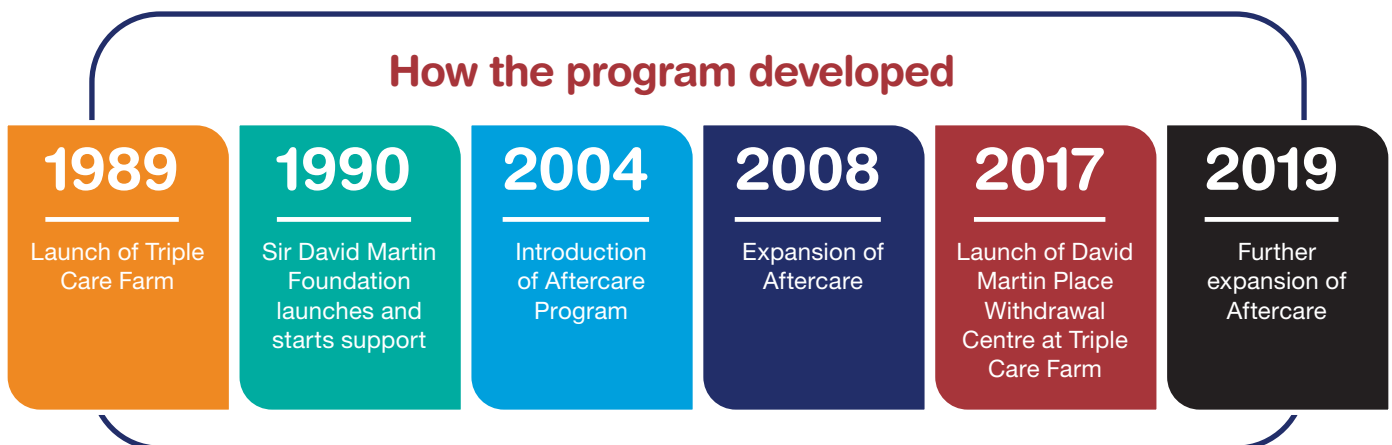 How the program developed
1989
Launch of Triple
Care Farm
1990
Sir David Martin
Foundation
launches and
starts support
2004
Introduction
of Aftercare
Program
2008
Expansion of
Aftercare
2017
Launch of David
Martin Place
Withdrawal
Centre at Triple
Care Farm
2019
Further
expansion of
Aftercare